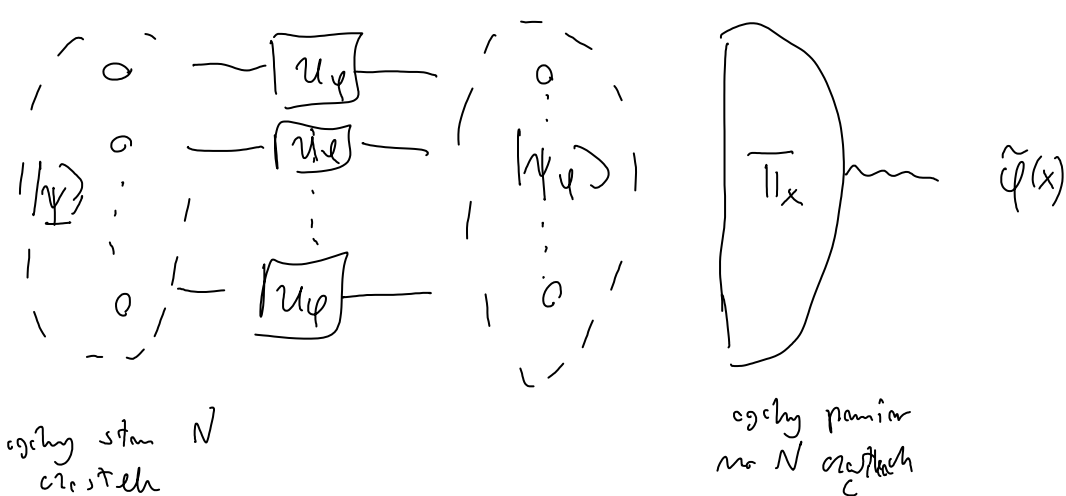 |ψ⟩
U_φ
U_φ
U_φ
|ψ_φ⟩
Π_x
φ̃(x)
ogólny stan N
cząstek
ogólny pomiar
na N cząstkach